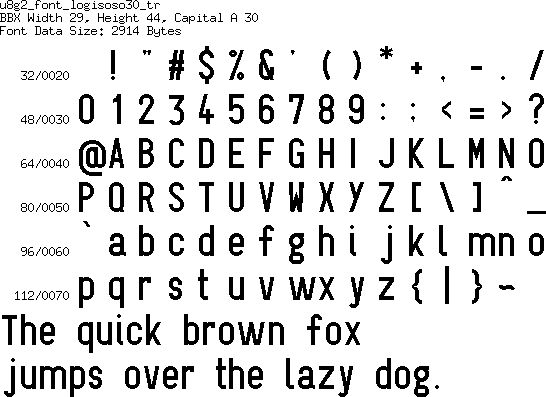 u8g2_font_logisoso30_tr
BBX Width 29, Height 44, Capital A 30
Font Data Size: 2914 Bytes
32/0020 ! " # $ % & ' ( ) * + , - . /
48/0030 0 1 2 3 4 5 6 7 8 9 : ; < = > ?
64/0040 @ A B C D E F G H I J K L M N O
80/0050 P Q R S T U V W X Y Z [ \ ] ^ _
96/0060 ` a b c d e f g h i j k l m n o
112/0070 p q r s t u v w x y z { | } ~
The quick brown fox
jumps over the lazy dog.